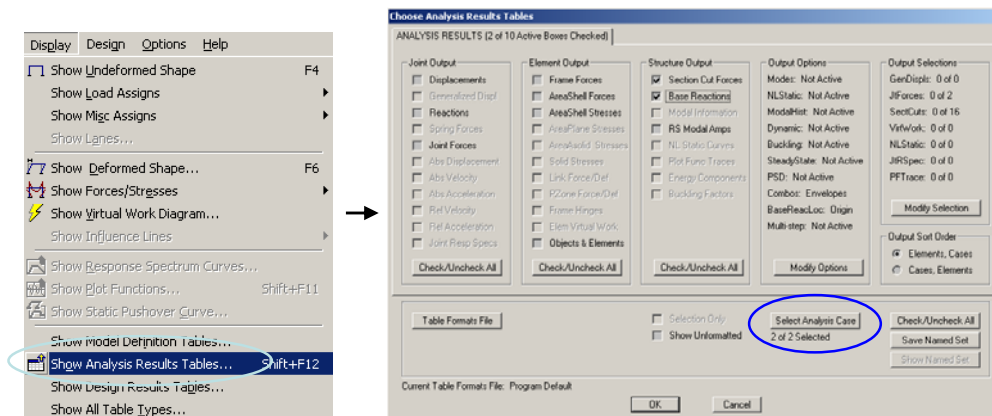 Display Design Options Help
Show Undeformed Shape F4
Show Load Assigns
Show Misc Assigns
Show Lanes...
Show Deformed Shape... F6
Show Forces/Stresses
Show Virtual Work Diagram...
Show Influence Lines
Show Response Spectrum Curves...
Show Plot Functions... Shift+F11
Show Static Pushover Curve...
Show Model Definition Tables...
Show Analysis Results Tables... Shift+F12
Show Design Results Tables...
Show All Table Types...
Choose Analysis Results Tables
ANALYSIS RESULTS (2 of 10 Active Boxes Checked)
Joint Output
Displacements
Generalized Displ
Reactions
Spring Forces
Joint Forces
Abs Displacement
Abs Velocity
Abs Acceleration
Rel Velocity
Rel Acceleration
Joint Resp Specs
Check/Uncheck All
Element Output
Frame Forces
AreaShell Forces
AreaShell Stresses
AreaPlane Stresses
AreaAsolid Stresses
Solid Stresses
Link Force/Def
PZone Force/Def
Frame Hinges
Elem Virtual Work
Objects & Elements
Check/Uncheck All
Structure Output
Section Cut Forces
Base Reactions
Modal Information
RS Modal Amps
NL Static Curves
Plot Func Traces
Energy Components
Buckling Factors
Check/Uncheck All
Output Options
Modes: Not Active
NLStatic: Not Active
ModalHist: Not Active
Dynamic: Not Active
Buckling: Not Active
SteadyState: Not Active
PSD: Not Active
Combos: Envelopes
BaseReacLoc: Origin
Multi-step: Not Active
Modify Options
Output Selections
GenDispls: 0 of 0
JtForces: 0 of 2
SectCuts: 0 of 16
VirtWork: 0 of 0
NLStatic: 0 of 0
JtRSpec: 0 of 0
PFTrace: 0 of 0
Modify Selection
Output Sort Order
Elements, Cases
Cases, Elements
Table Formats File
Selection Only
Show Unformatted
Select Analysis Case
2 of 2 Selected
Check/Uncheck All
Save Named Set
Show Named Set
Current Table Formats File: Program Default
OK Cancel